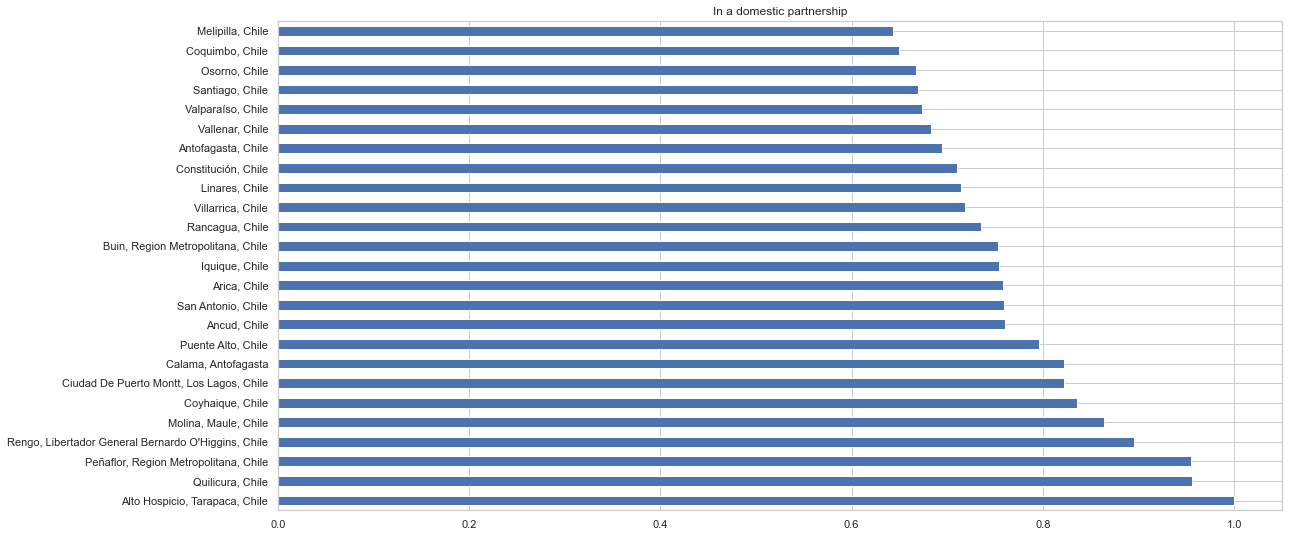 In a domestic partnership
Melipilla, Chile
Coquimbo, Chile
Osorno, Chile
Santiago, Chile
Valparaíso, Chile
Vallenar, Chile
Antofagasta, Chile
Constitución, Chile
Linares, Chile
Villarrica, Chile
Rancagua, Chile
Buin, Region Metropolitana, Chile
Iquique, Chile
Arica, Chile
San Antonio, Chile
Ancud, Chile
Puente Alto, Chile
Calama, Antofagasta
Ciudad De Puerto Montt, Los Lagos, Chile
Coyhaique, Chile
Molina, Maule, Chile
Rengo, Libertador General Bernardo O'Higgins, Chile
Peñaflor, Region Metropolitana, Chile
Quilicura, Chile
Alto Hospicio, Tarapaca, Chile
0.0 0.2 0.4 0.6 0.8 1.0